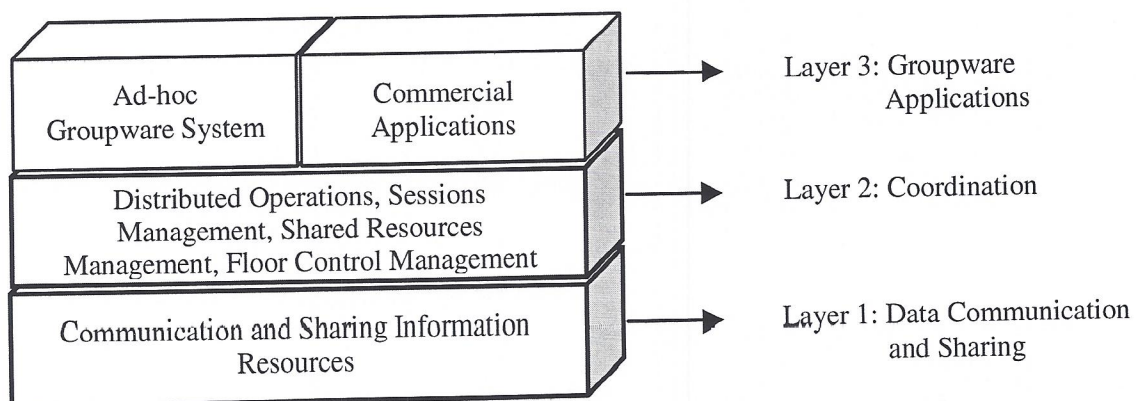 Ad-hoc
Groupware System
Commercial
Applications
Layer 3: Groupware
Applications
Distributed Operations, Sessions
Management, Shared Resources
Management, Floor Control Management
Layer 2: Coordination
Communication and Sharing Information
Resources
Layer 1: Data Communication
and Sharing